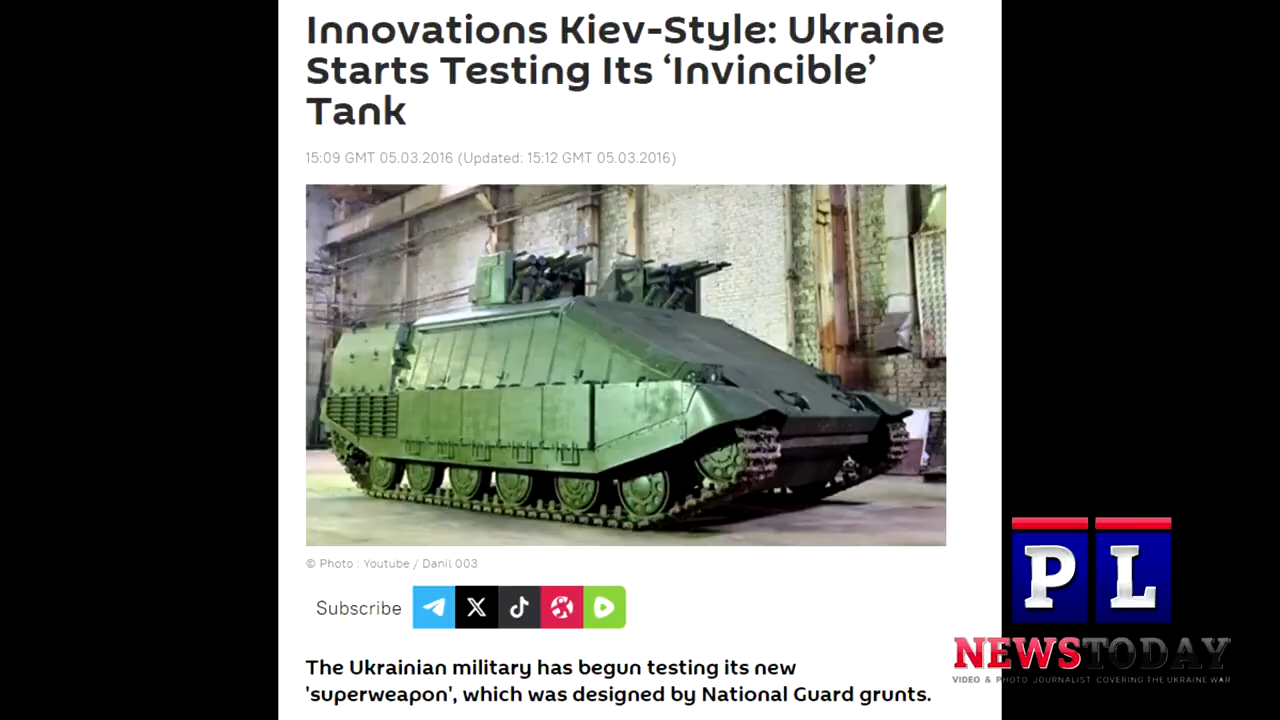 Innovations Kiev-Style: Ukraine
Starts Testing Its ‘Invincible’
Tank
15:09 GMT 05.03.2016 (Updated: 15:12 GMT 05.03.2016)
© Photo : Youtube / Danil 003
Subscribe
The Ukrainian military has begun testing its new
'superweapon', which was designed by National Guard grunts.
PL
NEWSTODAY
VIDEO & PHOTO JOURNALIST COVERING THE UKRAINE WAR